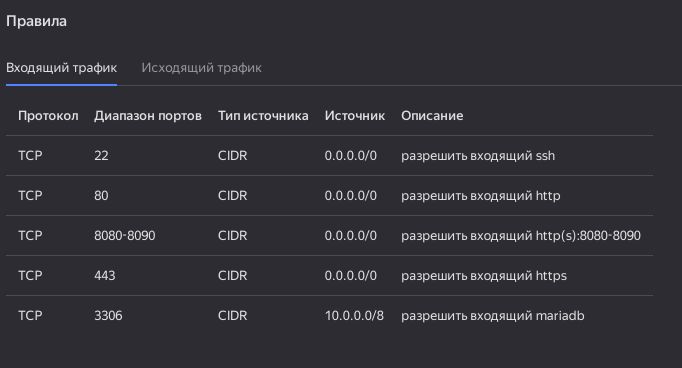 Правила
Входящий трафик Исходящий трафик
Протокол Диапазон портов Тип источника Источник Описание
TCP 22 CIDR 0.0.0.0/0 разрешить входящий ssh
TCP 80 CIDR 0.0.0.0/0 разрешить входящий http
TCP 8080-8090 CIDR 0.0.0.0/0 разрешить входящий http(s):8080-8090
TCP 443 CIDR 0.0.0.0/0 разрешить входящий https
TCP 3306 CIDR 10.0.0.0/8 разрешить входящий mariadb